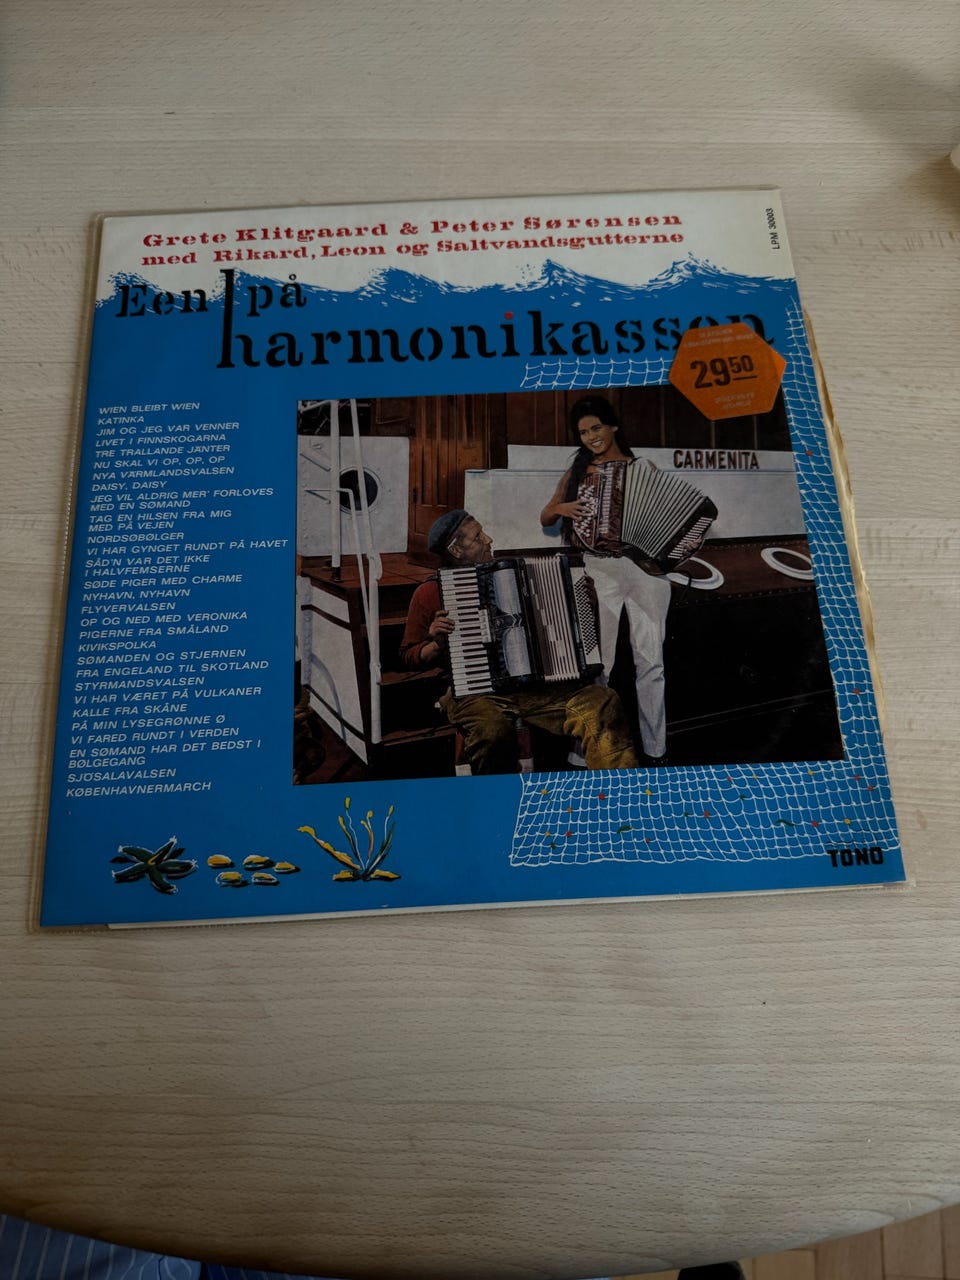 LPM 30003
Grete Klitgaard & Peter Sørensen
med Rikard, Leon og Saltvandsgutterne
Een på
harmonikassen
29⁵⁰
WIEN BLEIBT WIEN
KATINKA
JIM OG JEG VAR VENNER
LIVET I FINNSKOGARNA
TRE TRALLANDE JÄNTER
NU SKAL VI OP, OP, OP
NYA VÄRMLANDSVALSEN
DAISY, DAISY
JEG VIL ALDRIG MER' FORLOVES
MED EN SØMAND
TAG EN HILSEN FRA MIG
MED PÅ VEJEN
NORDSØBØLGER
VI HAR GYNGET RUNDT PÅ HAVET
SÅD'N VAR DET IKKE
I HALVFEMSERNE
SØDE PIGER MED CHARME
NYHAVN, NYHAVN
FLYVERVALSEN
OP OG NED MED VERONIKA
PIGERNE FRA SMÅLAND
KIVIKSPOLKA
SØMANDEN OG STJERNEN
FRA ENGELAND TIL SKOTLAND
STYRMANDSVALSEN
VI HAR VÆRET PÅ VULKANER
KALLE FRA SKÅNE
PÅ MIN LYSEGRØNNE Ø
VI FARED RUNDT I VERDEN
EN SØMAND HAR DET BEDST I
BØLGEGANG
SJÖSALAVALSEN
KØBENHAVNERMARCH
CARMENITA
TONO